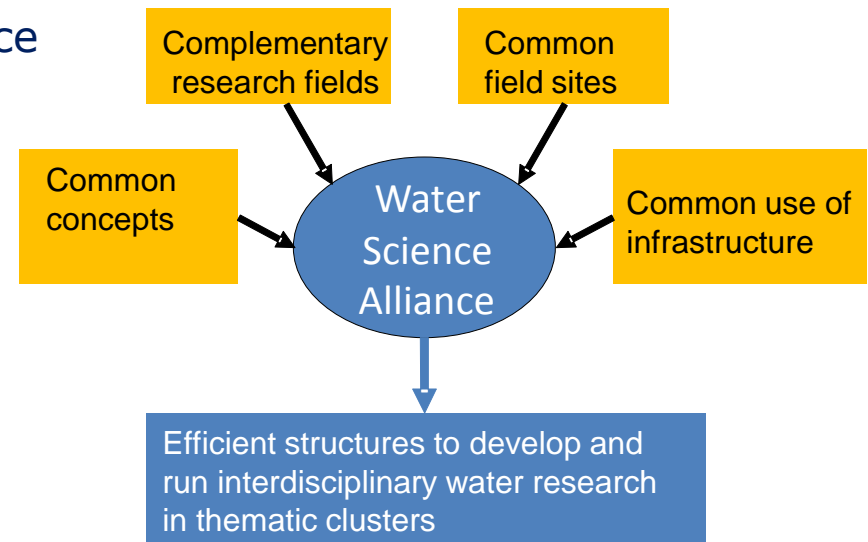 ce
Complementary
research fields
Common
field sites
Common
concepts
Water
Science
Alliance
Common use of
infrastructure
Efficient structures to develop and
run interdisciplinary water research
in thematic clusters